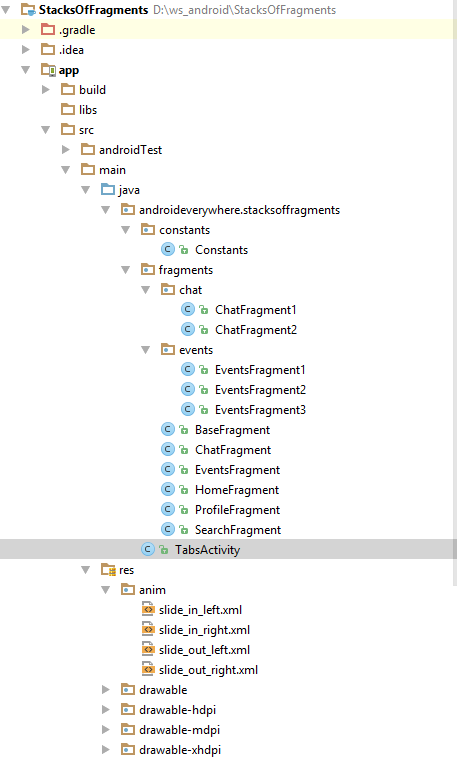 StacksOfFragments D:\ws_android\StacksOfFragments
.gradle
.idea
app
build
libs
src
androidTest
main
java
androideverywhere.stacksoffragments
constants
Constants
fragments
chat
ChatFragment1
ChatFragment2
events
EventsFragment1
EventsFragment2
EventsFragment3
BaseFragment
ChatFragment
EventsFragment
HomeFragment
ProfileFragment
SearchFragment
TabsActivity
res
anim
slide_in_left.xml
slide_in_right.xml
slide_out_left.xml
slide_out_right.xml
drawable
drawable-hdpi
drawable-mdpi
drawable-xhdpi